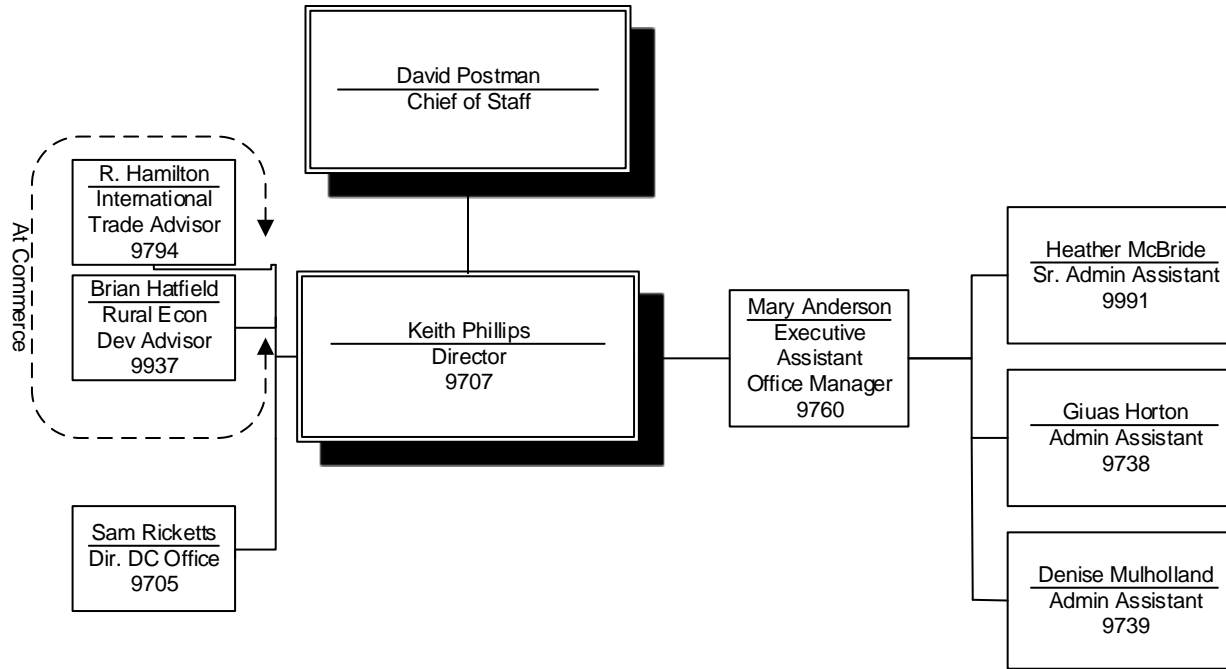 David Postman
Chief of Staff
At Commerce
R. Hamilton
International
Trade Advisor
9794
Brian Hatfield
Rural Econ
Dev Advisor
9937
Sam Ricketts
Dir. DC Office
9705
Keith Phillips
Director
9707
Mary Anderson
Executive
Assistant
Office Manager
9760
Heather McBride
Sr. Admin Assistant
9991
Giuas Horton
Admin Assistant
9738
Denise Mulholland
Admin Assistant
9739